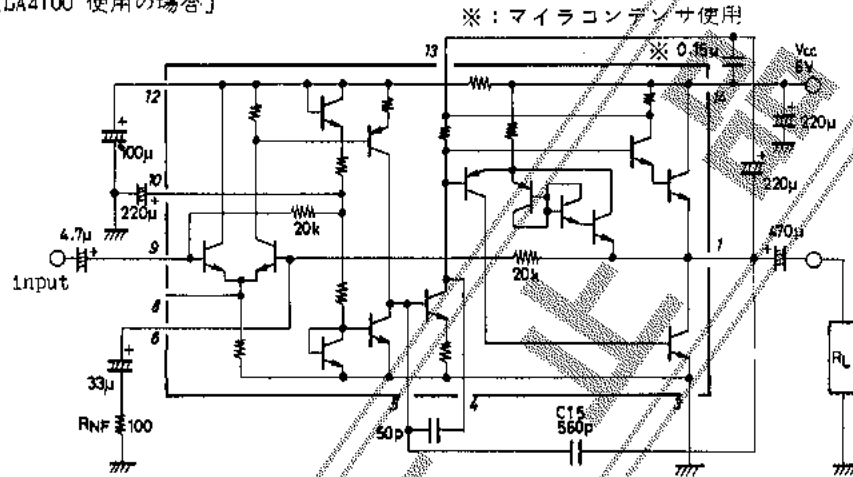 [LA4100 使用の場合]
※:マイラコンデンサ使用
13
※ 0.15μ
Vcc
6V
12
14
100μ
220μ
10
220μ
220μ
20k
4.7μ
9
1
470μ
input
20k
8
6
33μ
RL
5
4
3
RNF
100
50p
C15
560p